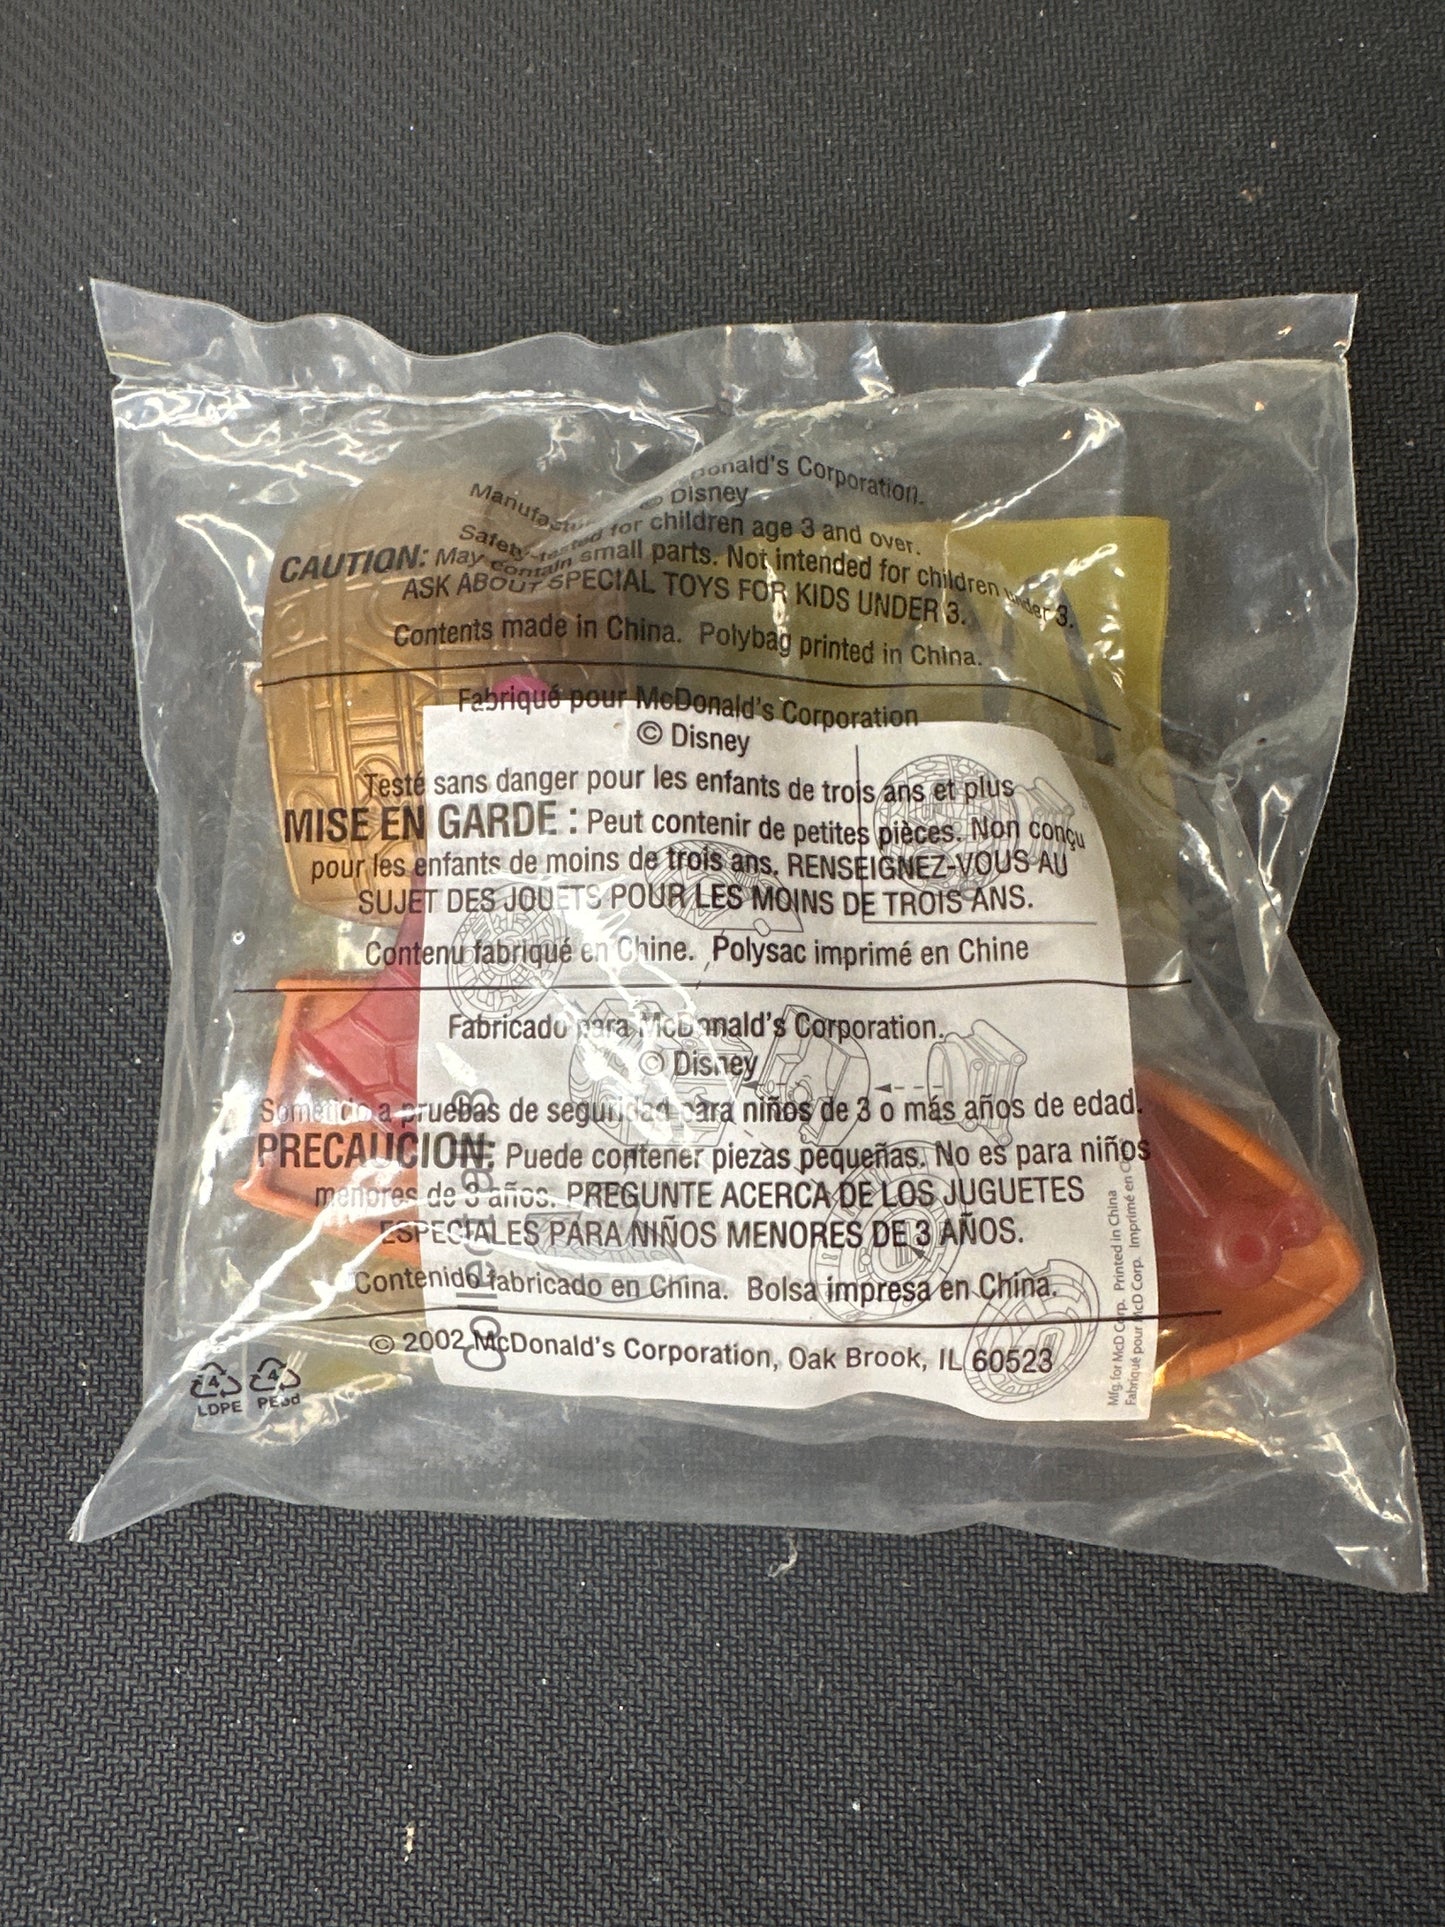 Manufactu   onald's Corporation.
© Disney
Safety-tested for children age 3 and over.
CAUTION: May contain small parts. Not intended for children under 3.
ASK ABOUT SPECIAL TOYS FOR KIDS UNDER 3.
Contents made in China. Polybag printed in China.
Fabriqué pour McDonald's Corporation
© Disney
Testé sans danger pour les enfants de trois ans et plus
MISE EN GARDE : Peut contenir de petites pièces. Non conçu
pour les enfants de moins de trois ans. RENSEIGNEZ-VOUS AU
SUJET DES JOUETS POUR LES MOINS DE TROIS ANS.
Contenu fabriqué en Chine. Polysac imprimé en Chine
Fabricado para McDonald's Corporation.
© Disney
Sometido a pruebas de seguridad para niños de 3 o más años de edad.
PRECAUCION: Puede contener piezas pequeñas. No es para niños
menores de 3 años. PREGUNTE ACERCA DE LOS JUGUETES
ESPECIALES PARA NIÑOS MENORES DE 3 AÑOS.
Contenido fabricado en China. Bolsa impresa en China.
© 2002 McDonald's Corporation, Oak Brook, IL 60523
4 4
LDPE PEbd
Mfg. for McD Corp. Printed in China
Fabriqué pour McD Corp. Imprimé en